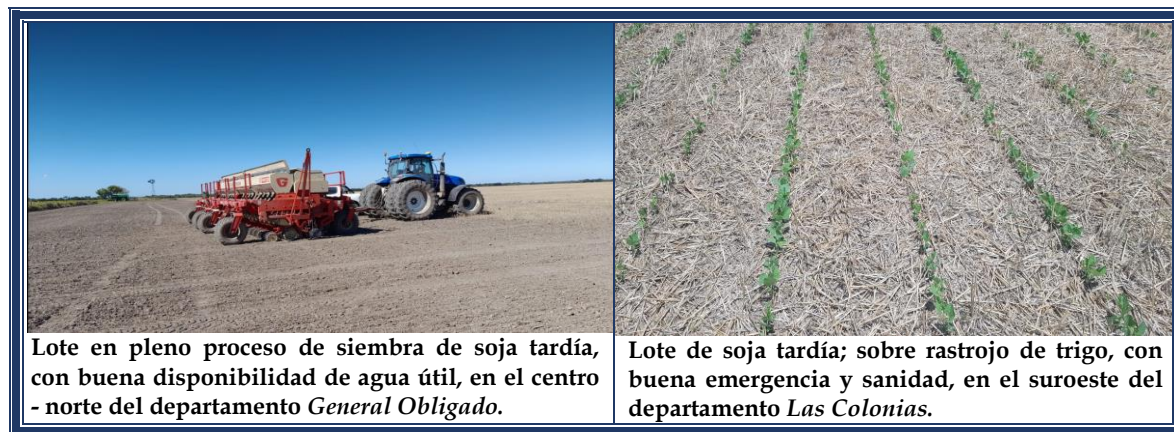 Lote en pleno proceso de siembra de soja tardía,
con buena disponibilidad de agua útil, en el centro
- norte del departamento General Obligado.
Lote de soja tardía; sobre rastrojo de trigo, con
buena emergencia y sanidad, en el suroeste del
departamento Las Colonias.